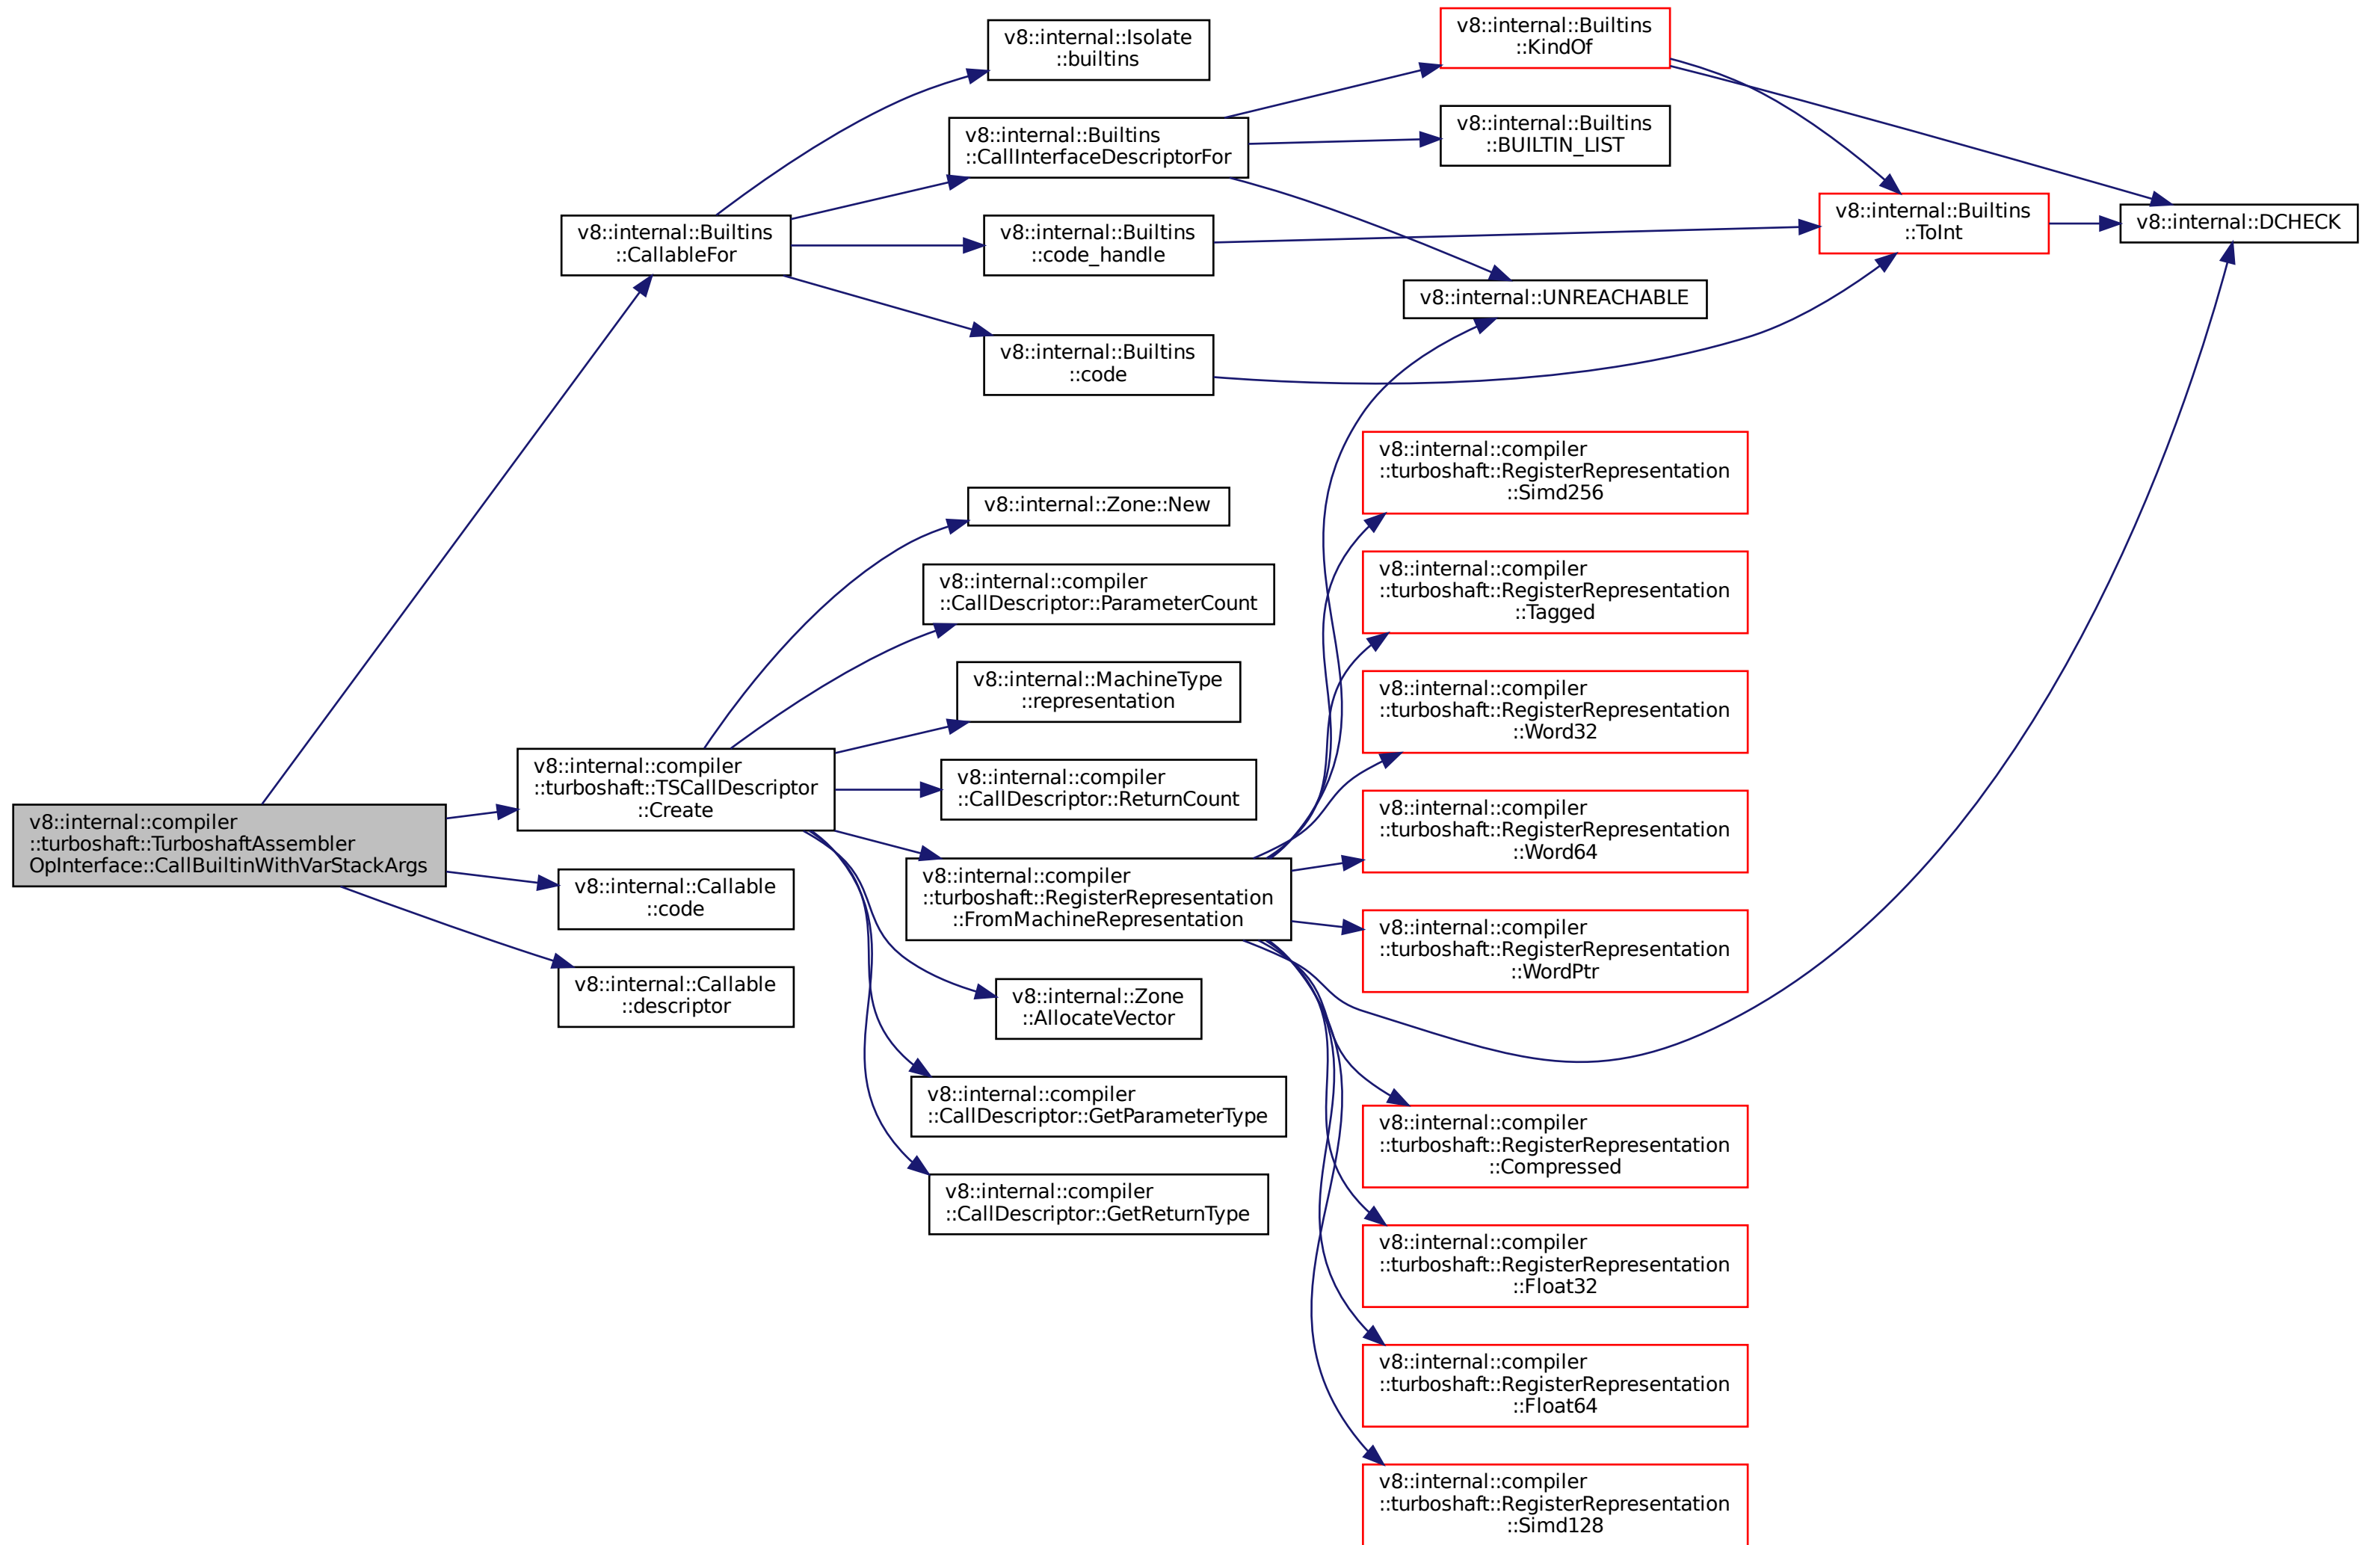 v8::internal::Isolate
::builtins
v8::internal::Builtins
::KindOf
v8::internal::Builtins
::CallInterfaceDescriptorFor
v8::internal::Builtins
::BUILTIN_LIST
v8::internal::Builtins
::CallableFor
v8::internal::Builtins
::code_handle
v8::internal::Builtins
::ToInt
v8::internal::DCHECK
v8::internal::UNREACHABLE
v8::internal::Builtins
::code
v8::internal::compiler
::turboshaft::RegisterRepresentation
::Simd256
v8::internal::Zone::New
v8::internal::compiler
::turboshaft::RegisterRepresentation
::Tagged
v8::internal::compiler
::CallDescriptor::ParameterCount
v8::internal::MachineType
::representation
v8::internal::compiler
::turboshaft::RegisterRepresentation
::Word32
v8::internal::compiler
::turboshaft::TSCallDescriptor
::Create
v8::internal::compiler
::CallDescriptor::ReturnCount
v8::internal::compiler
::turboshaft::RegisterRepresentation
::Word64
v8::internal::compiler
::turboshaft::TurboshaftAssembler
OpInterface::CallBuiltinWithVarStackArgs
v8::internal::Callable
::code
v8::internal::compiler
::turboshaft::RegisterRepresentation
::FromMachineRepresentation
v8::internal::compiler
::turboshaft::RegisterRepresentation
::WordPtr
v8::internal::Callable
::descriptor
v8::internal::Zone
::AllocateVector
v8::internal::compiler
::CallDescriptor::GetParameterType
v8::internal::compiler
::turboshaft::RegisterRepresentation
::Compressed
v8::internal::compiler
::CallDescriptor::GetReturnType
v8::internal::compiler
::turboshaft::RegisterRepresentation
::Float32
v8::internal::compiler
::turboshaft::RegisterRepresentation
::Float64
v8::internal::compiler
::turboshaft::RegisterRepresentation
::Simd128